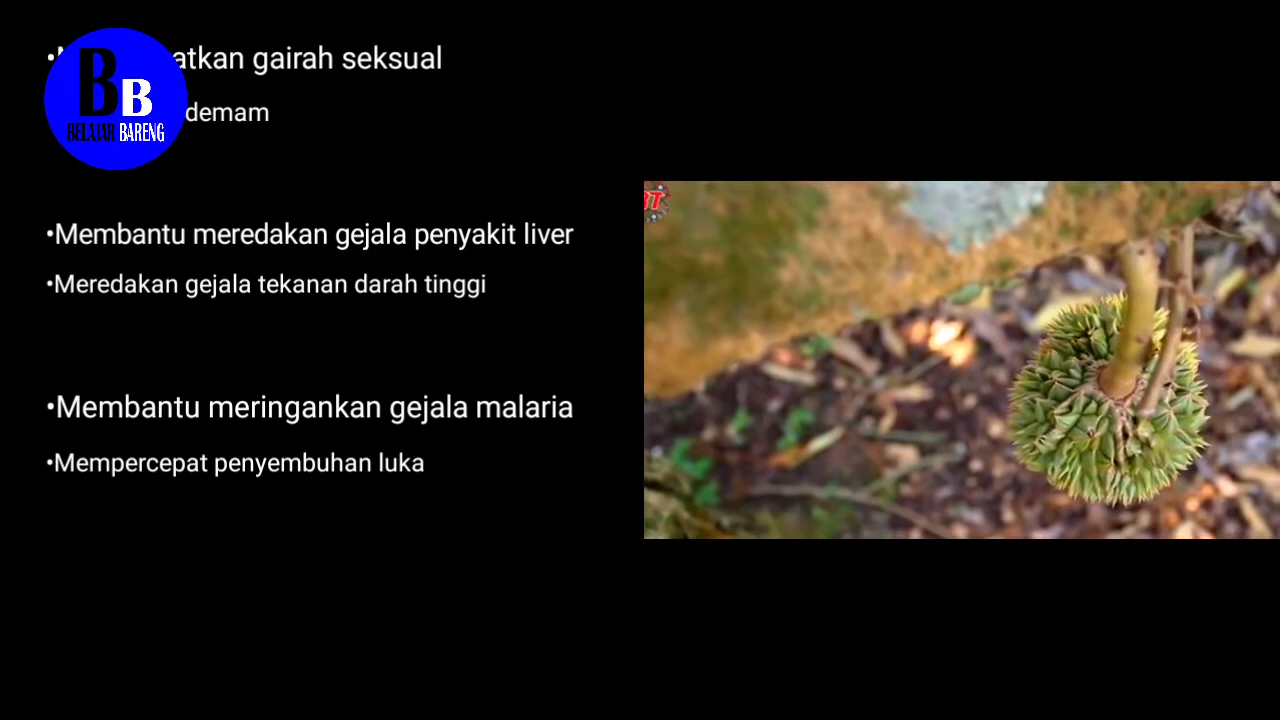 gairah seksual
demam
•Membantu meredakan gejala penyakit liver
•Meredakan gejala tekanan darah tinggi
•Membantu meringankan gejala malaria
•Mempercepat penyembuhan luka
BB
BELAJAR BARENG